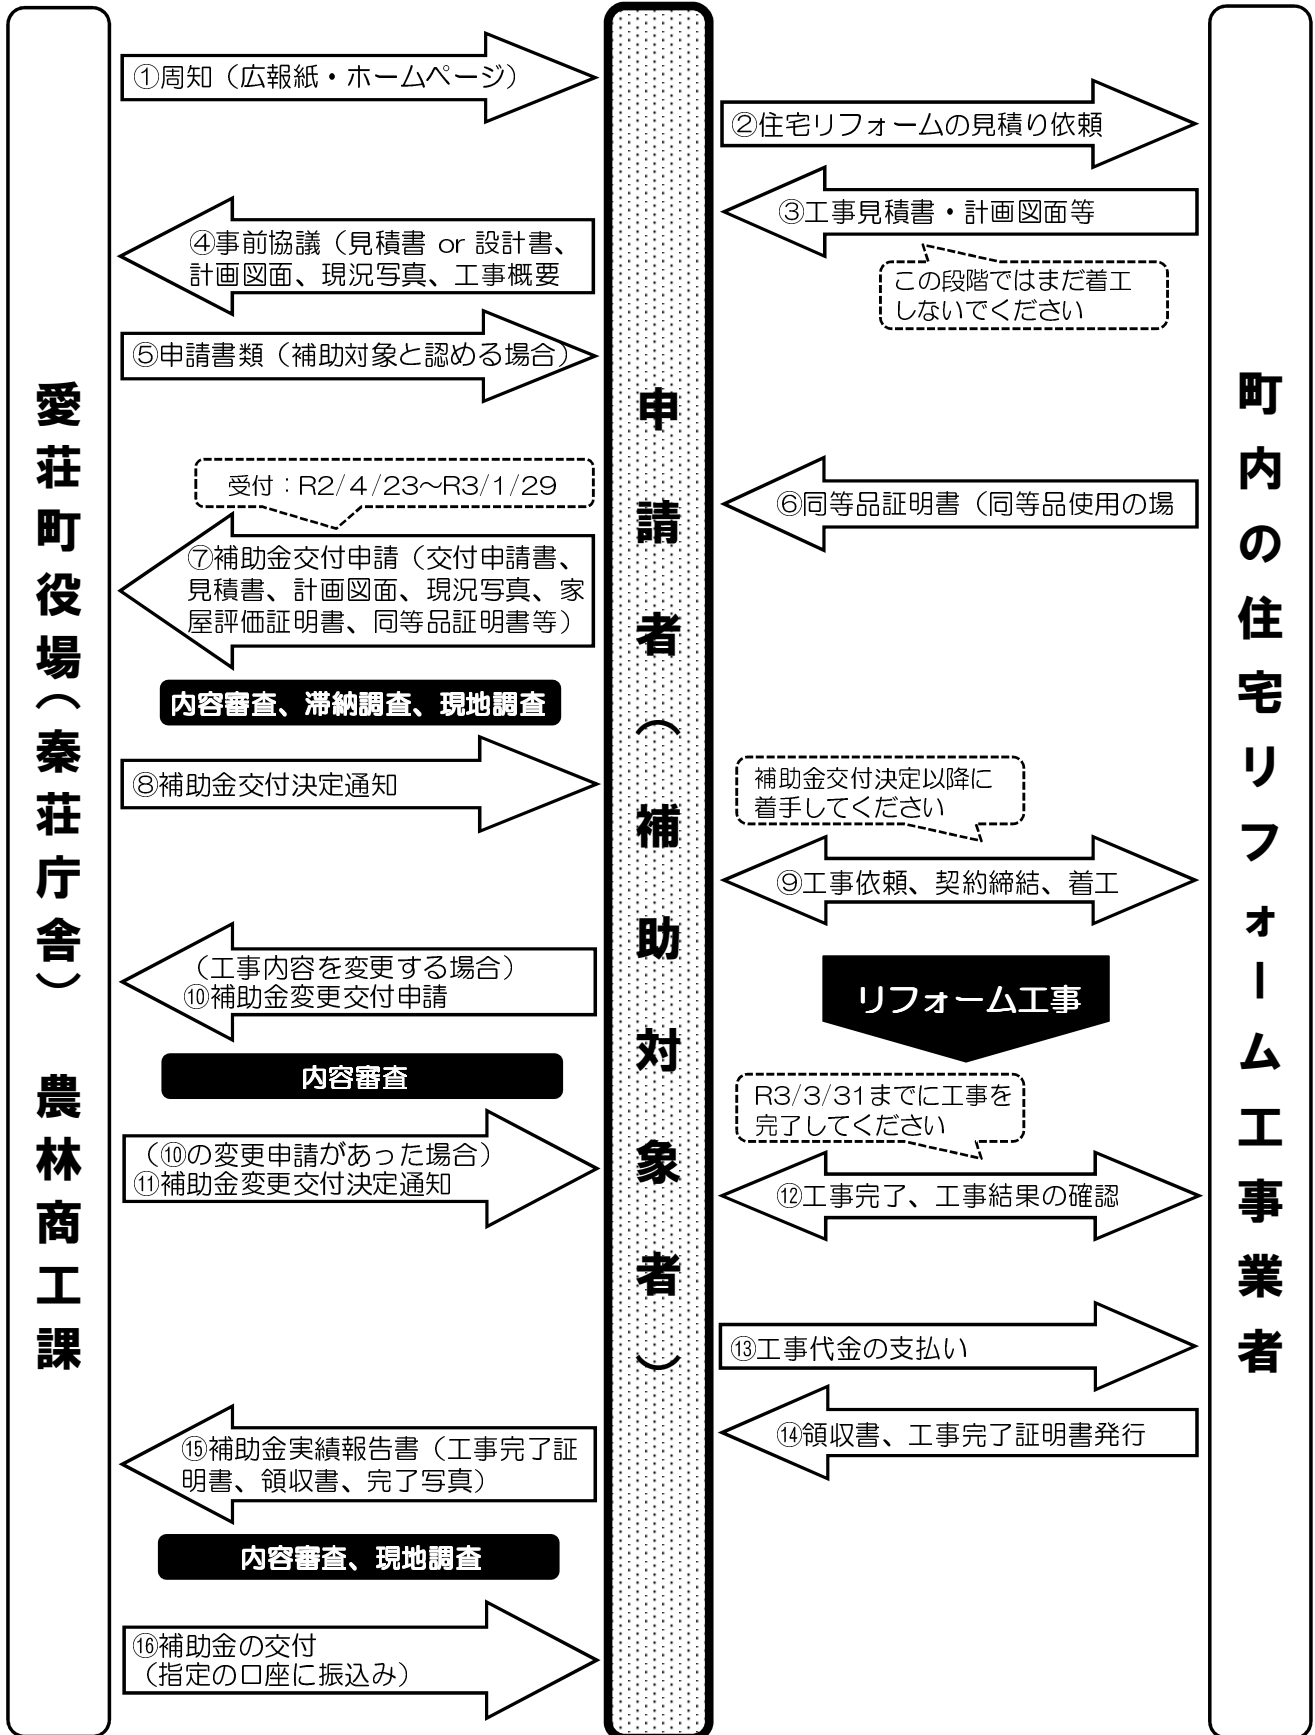 愛荘町役場（秦荘庁舎）　農林商工課
申請者（補助対象者）
町内の住宅リフォーム工事業者
①周知（広報紙・ホームページ）
②住宅リフォームの見積り依頼
③工事見積書・計画図面等
この段階ではまだ着工
しないでください
④事前協議（見積書 or 設計書、
計画図面、現況写真、工事概要
⑤申請書類（補助対象と認める場合）
⑥同等品証明書（同等品使用の場
受付：R2/４/23～R3/1/29
⑦補助金交付申請（交付申請書、
見積書、計画図面、現況写真、家
屋評価証明書、同等品証明書等）
内容審査、滞納調査、現地調査
⑧補助金交付決定通知
補助金交付決定以降に
着手してください
⑨工事依頼、契約締結、着工
リフォーム工事
（工事内容を変更する場合）
⑩補助金変更交付申請
内容審査
（⑩の変更申請があった場合）
⑪補助金変更交付決定通知
R3/3/31までに工事を
完了してください
⑫工事完了、工事結果の確認
⑬工事代金の支払い
⑭領収書、工事完了証明書発行
⑮補助金実績報告書（工事完了証
明書、領収書、完了写真）
内容審査、現地調査
⑯補助金の交付
（指定の口座に振込み）